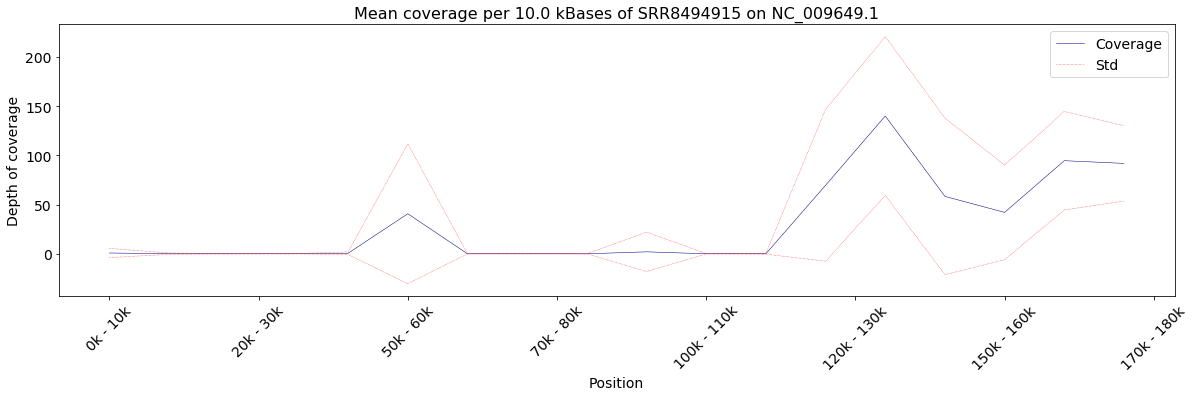 Mean coverage per 10.0 kBases of SRR8494915 on NC_009649.1
Coverage
Std
Depth of coverage
200
150
100
50
0
0k - 10k
20k - 30k
50k - 60k
70k - 80k
100k - 110k
120k - 130k
150k - 160k
170k - 180k
Position